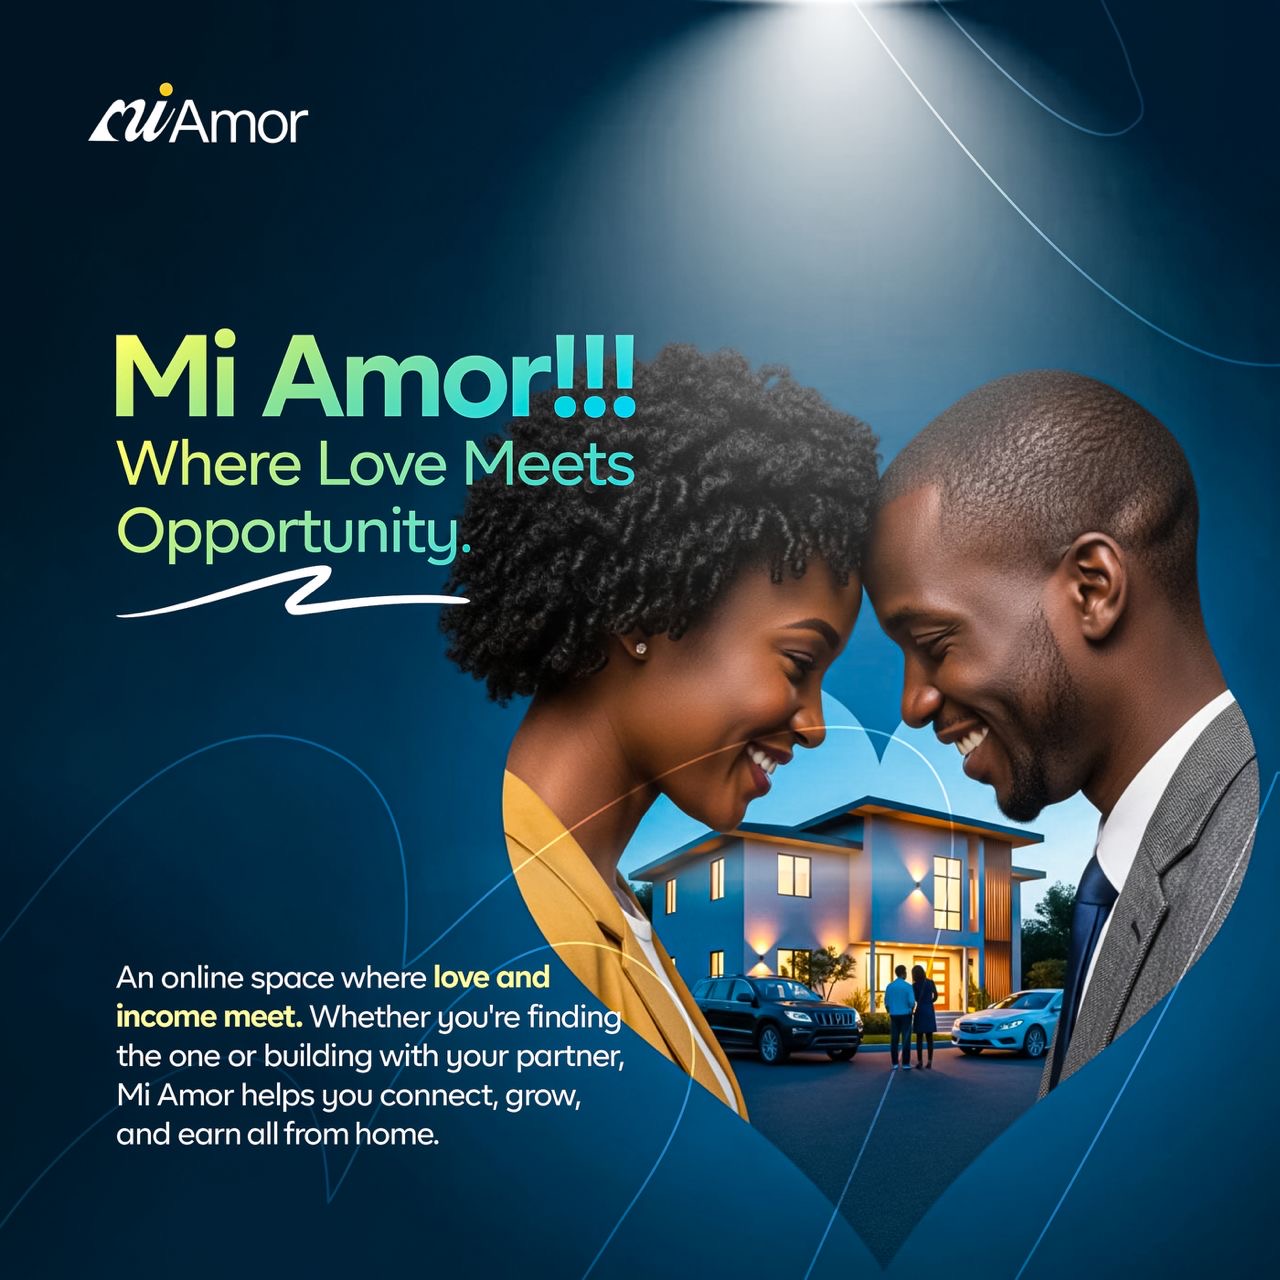 miAmor
Mi Amor!!!
Where Love Meets
Opportunity.
An online space where love and
income meet. Whether you're finding
the one or building with your partner,
Mi Amor helps you connect, grow,
and earn all from home.